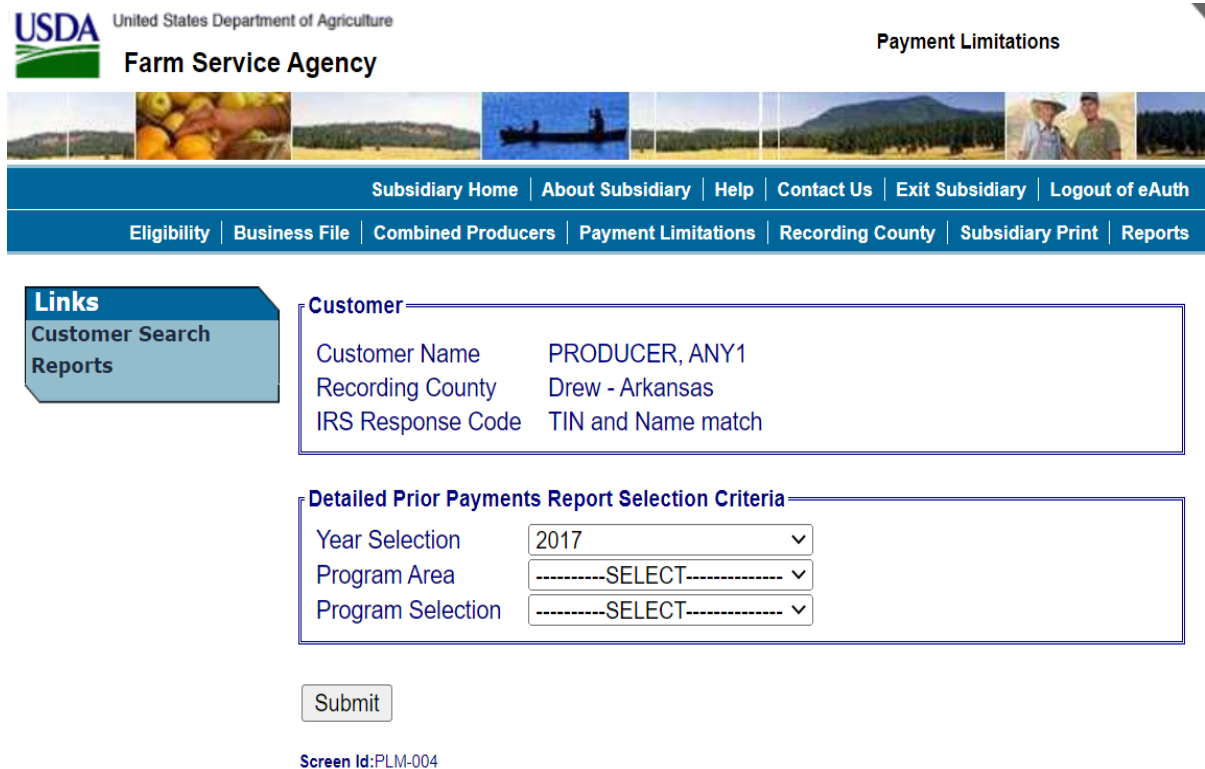 USDA United States Department of Agriculture
Farm Service Agency
Payment Limitations
Subsidiary Home | About Subsidiary | Help | Contact Us | Exit Subsidiary | Logout of eAuth
Eligibility | Business File | Combined Producers | Payment Limitations | Recording County | Subsidiary Print | Reports
Links
Customer Search
Reports
Customer
Customer Name PRODUCER, ANY1
Recording County Drew - Arkansas
IRS Response Code TIN and Name match
Detailed Prior Payments Report Selection Criteria
Year Selection 2017
Program Area ----------SELECT--------------
Program Selection ----------SELECT--------------
Submit
Screen Id:PLM-004